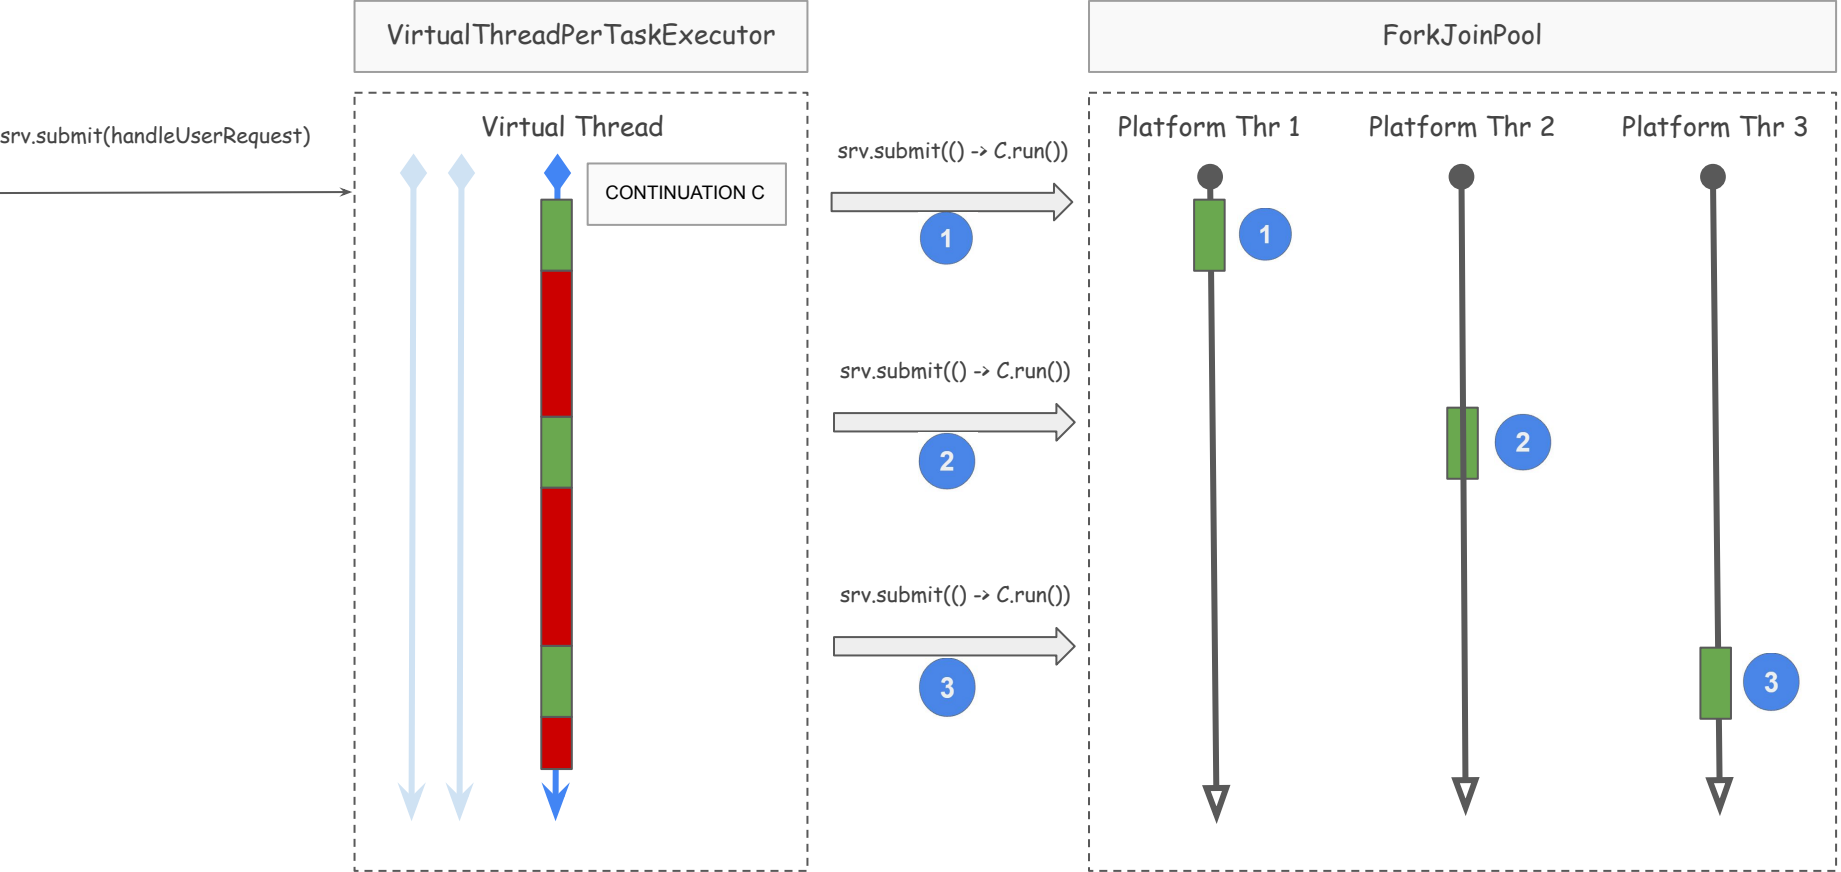 VirtualThreadPerTaskExecutor
ForkJoinPool
srv.submit(handleUserRequest)
Virtual Thread
CONTINUATION C
srv.submit(() -> C.run())
1
srv.submit(() -> C.run())
2
srv.submit(() -> C.run())
3
Platform Thr 1
Platform Thr 2
Platform Thr 3
1
2
3